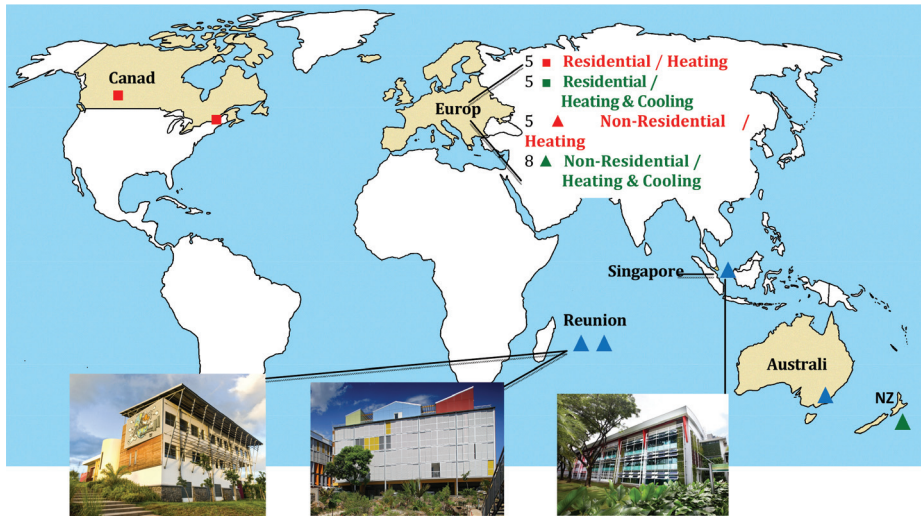 Canad
Europ
5 Residential / Heating
5 Residential /
Heating & Cooling
5 Non-Residential /
Heating
8 Non-Residential /
Heating & Cooling
Singapore
Reunion
Australi
NZ